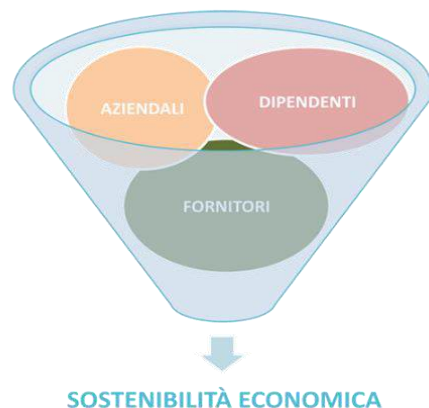 AZIENDALI
DIPENDENTI
FORNITORI
SOSTENIBILITÀ ECONOMICA